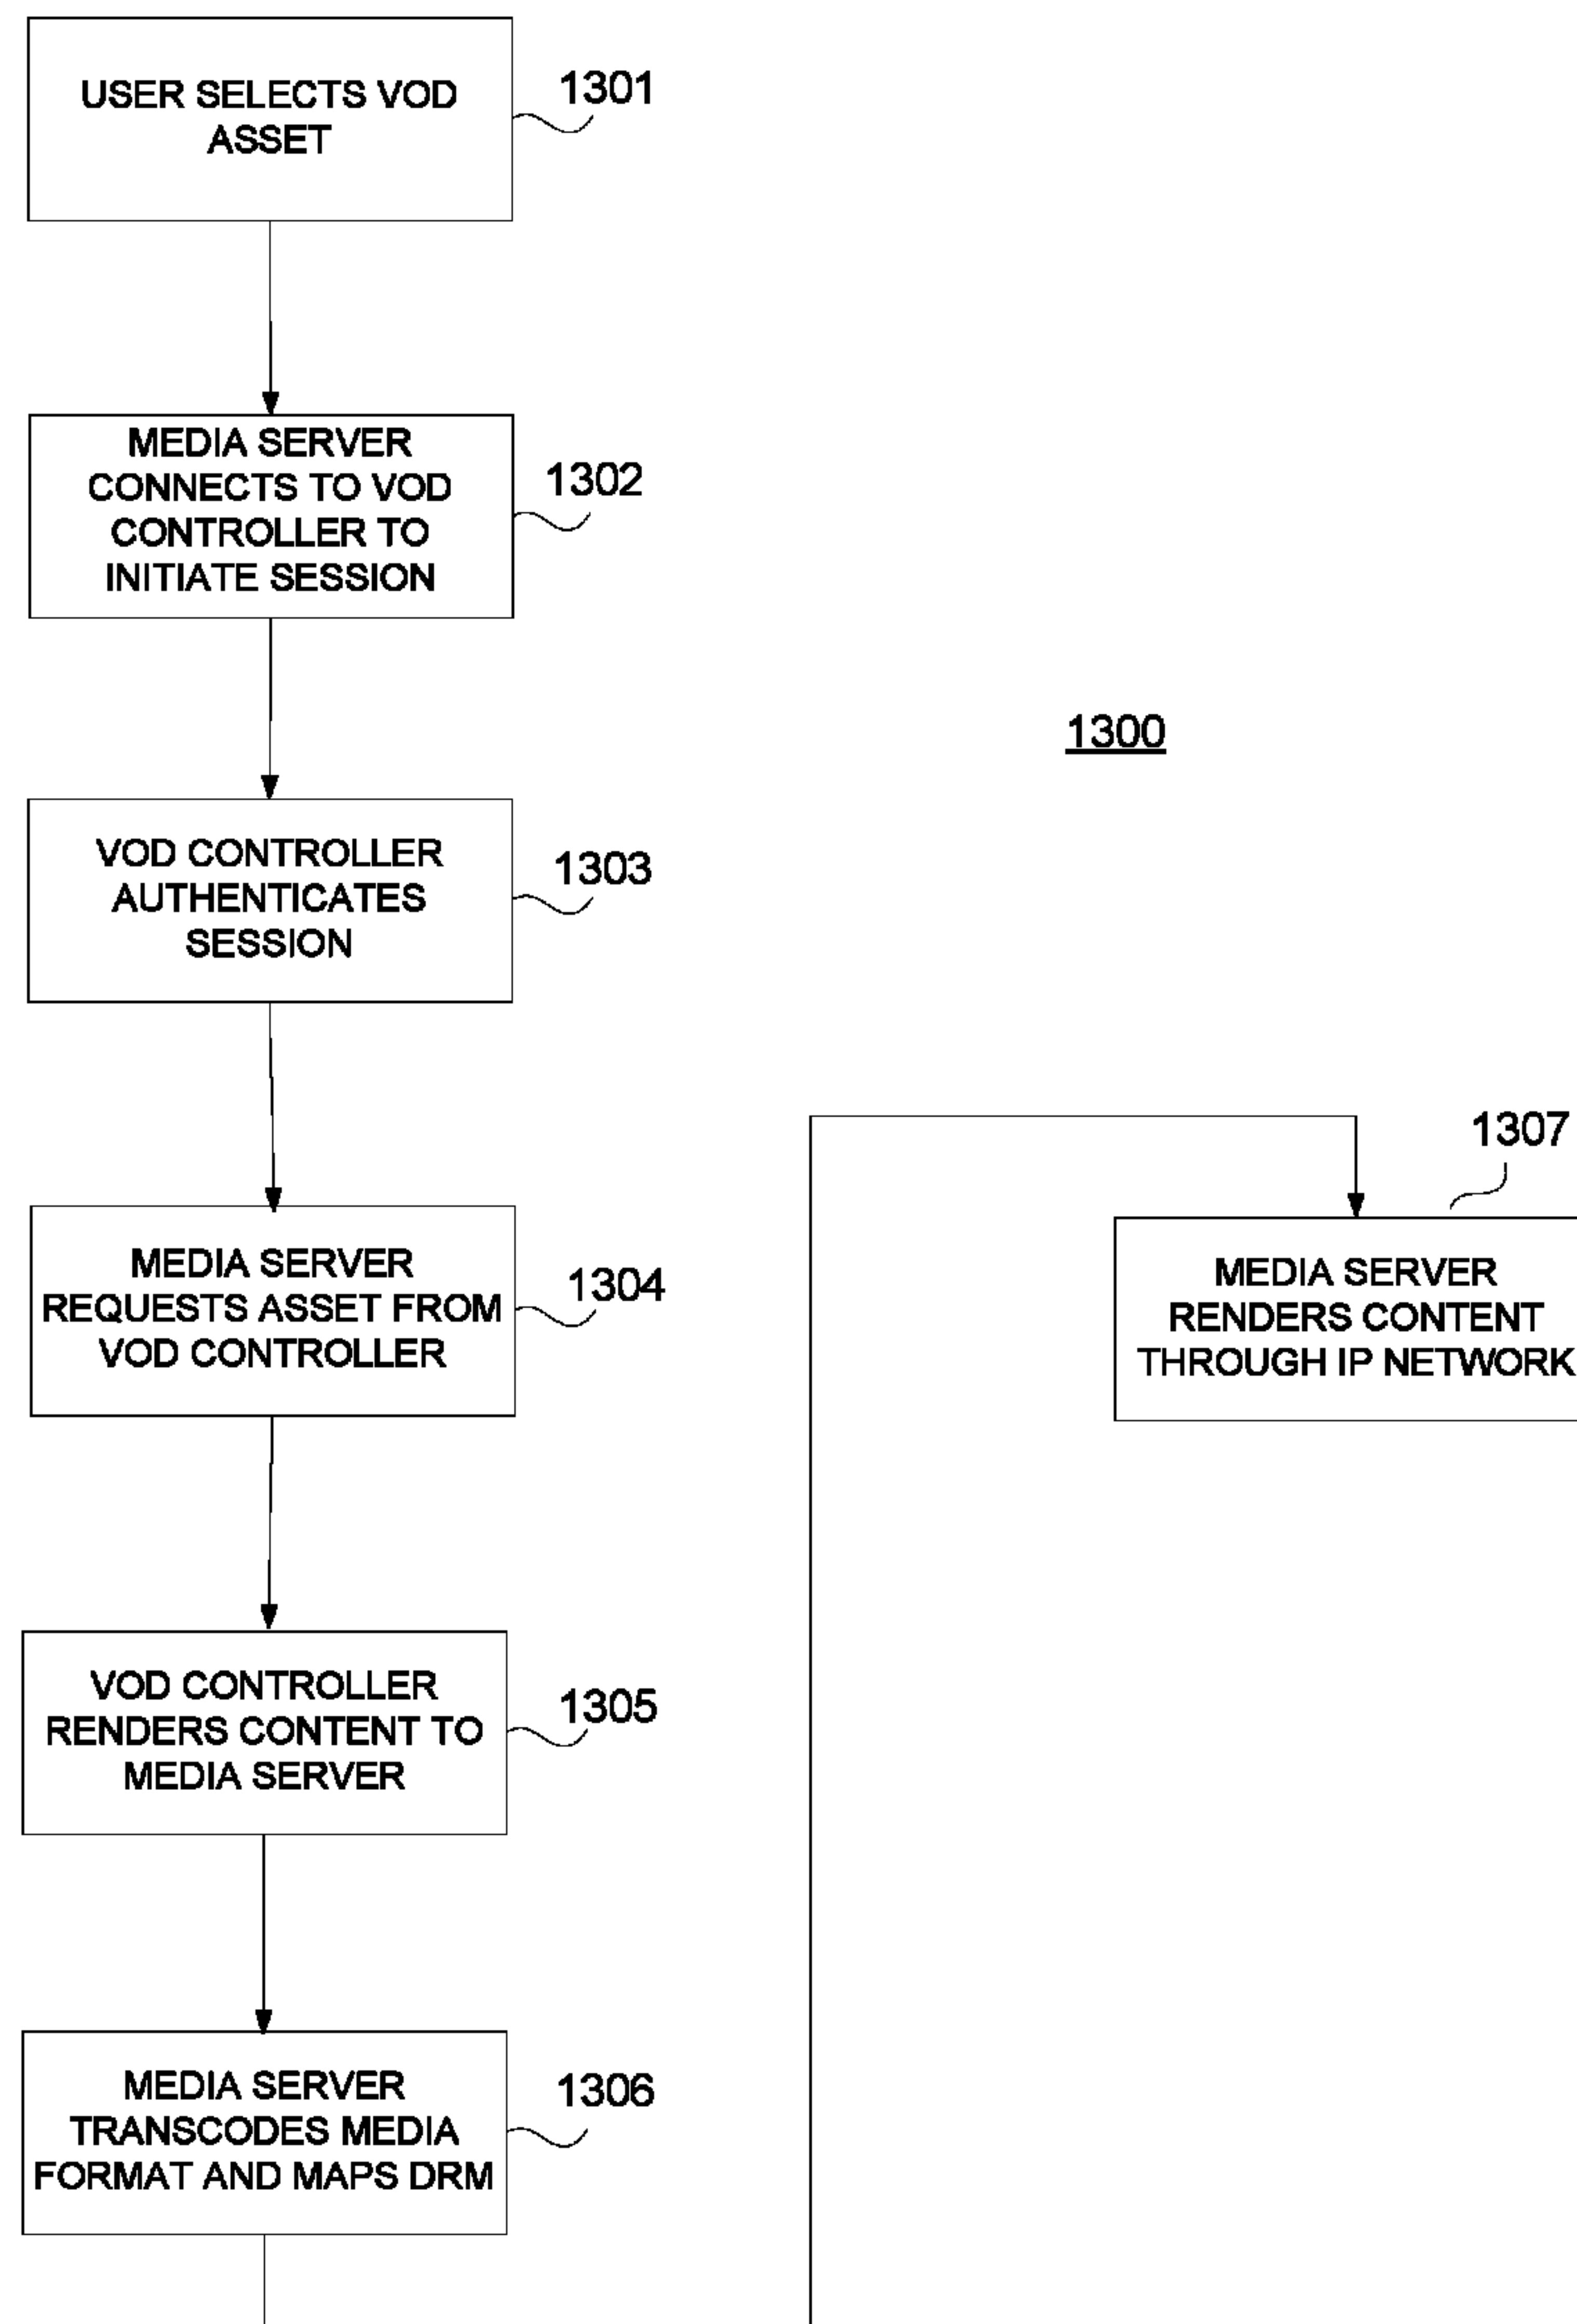 USER SELECTS VOD
ASSET
1301
MEDIA SERVER
CONNECTS TO VOD
CONTROLLER TO
INITIATE SESSION
1302
1300
VOD CONTROLLER
AUTHENTICATES
SESSION
1303
MEDIA SERVER
REQUESTS ASSET FROM
VOD CONTROLLER
1304
VOD CONTROLLER
RENDERS CONTENT TO
MEDIA SERVER
1305
MEDIA SERVER
TRANSCODES MEDIA
FORMAT AND MAPS DRM
1306
1307
MEDIA SERVER
RENDERS CONTENT
THROUGH IP NETWORK